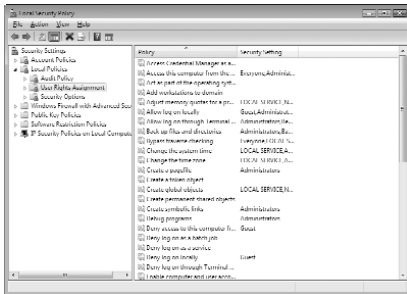 Local Security Policy
File Action View Help
Security Settings
Account Policies
Local Policies
Audit Policy
User Rights Assignment
Security Options
Windows Firewall with Advanced Secu
Public Key Policies
Software Restriction Policies
IP Security Policies on Local Compute
Policy Security Setting
Access Credential Manager as a...
Access this computer from the... Everyone,Administ...
Act as part of the operating syst...
Add workstations to domain
Adjust memory quotas for a pr... LOCAL SERVICE,N...
Allow log on locally Guest,Administrat...
Allow log on through Terminal ... Administrators,Re...
Back up files and directories Administrators,Ba...
Bypass traverse checking Everyone,LOCAL S...
Change the system time LOCAL SERVICE,A...
Change the time zone LOCAL SERVICE,A...
Create a pagefile Administrators
Create a token object
Create global objects LOCAL SERVICE,N...
Create permanent shared objects
Create symbolic links Administrators
Debug programs Administrators
Deny access to this computer fr... Guest
Deny log on as a batch job
Deny log on as a service
Deny log on locally Guest
Deny log on through Terminal ...
Enable computer and user acco...